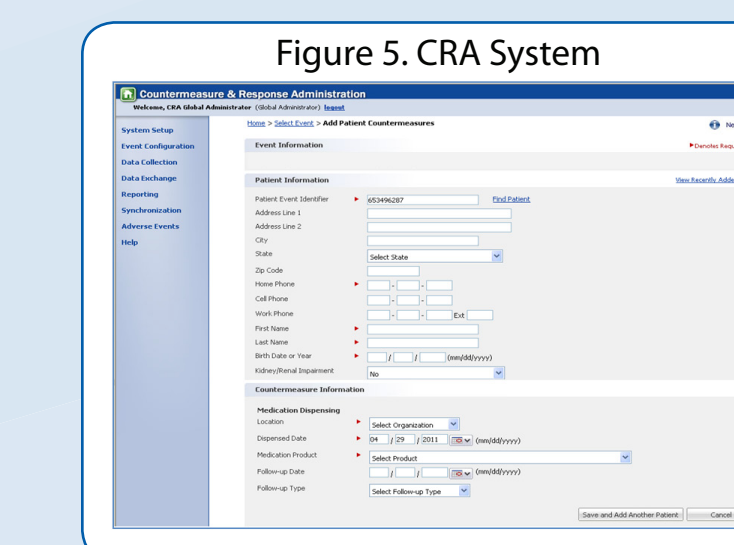 Figure 5. CRA System
Countermeasure & Response Administration
Welcome, CRA Global Administrator (Global Administrator) logout
Home > Select Event > Add Patient Countermeasures
System Setup
Event Configuration
Data Collection
Data Exchange
Reporting
Synchronization
Adverse Events
Help
Event Information
Denotes Requ
Patient Information
View Recently Adde
Patient Event Identifier 653496287 Find Patient
Address Line 1
Address Line 2
City
State Select State
Zip Code
Home Phone - -
Cell Phone - -
Work Phone - - Ext
First Name
Last Name
Birth Date or Year / / (mm/dd/yyyy)
Kidney/Renal Impairment No
Countermeasure Information
Medication Dispensing
Location Select Organization
Dispensed Date 04 / 29 / 2011 (mm/dd/yyyy)
Medication Product Select Product
Follow-up Date / / (mm/dd/yyyy)
Follow-up Type Select Follow-up Type
Save and Add Another Patient Cancel